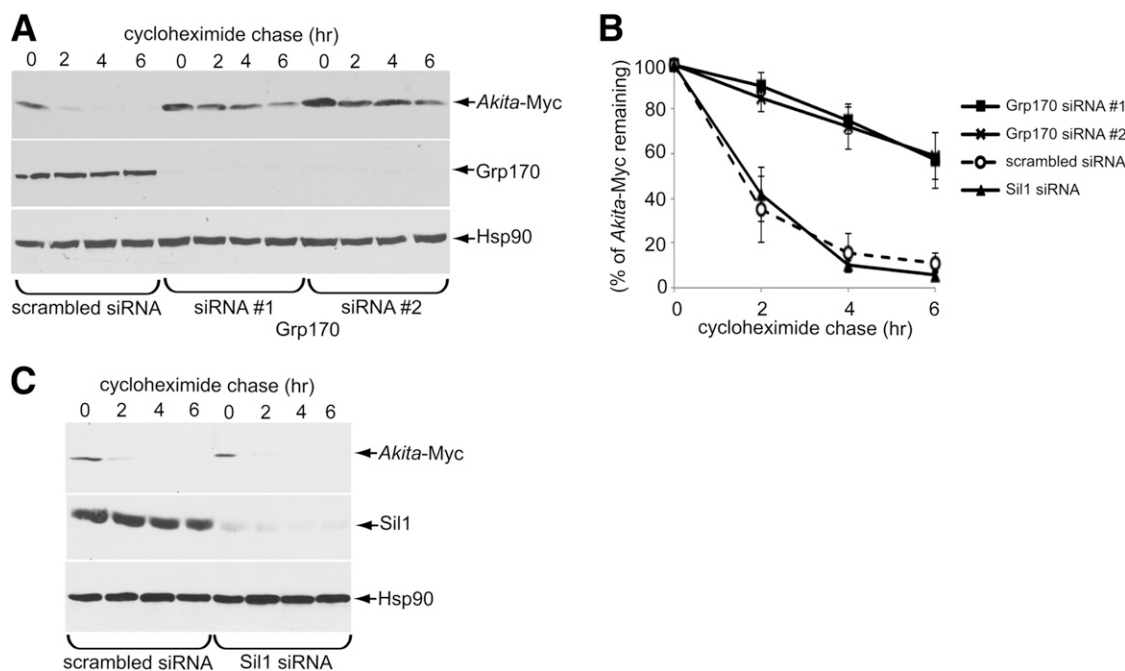 A
cycloheximide chase (hr)
0 2 4 6 0 2 4 6 0 2 4 6
Akita-Myc
Grp170
Hsp90
scrambled siRNA siRNA #1 siRNA #2
Grp170
B
100
80
60
40
20
0
0 2 4 6
(% of Akita-Myc remaining)
cycloheximide chase (hr)
Grp170 siRNA #1
Grp170 siRNA #2
scrambled siRNA
Sil1 siRNA
C
cycloheximide chase (hr)
0 2 4 6 0 2 4 6
Akita-Myc
Sil1
Hsp90
scrambled siRNA Sil1 siRNA